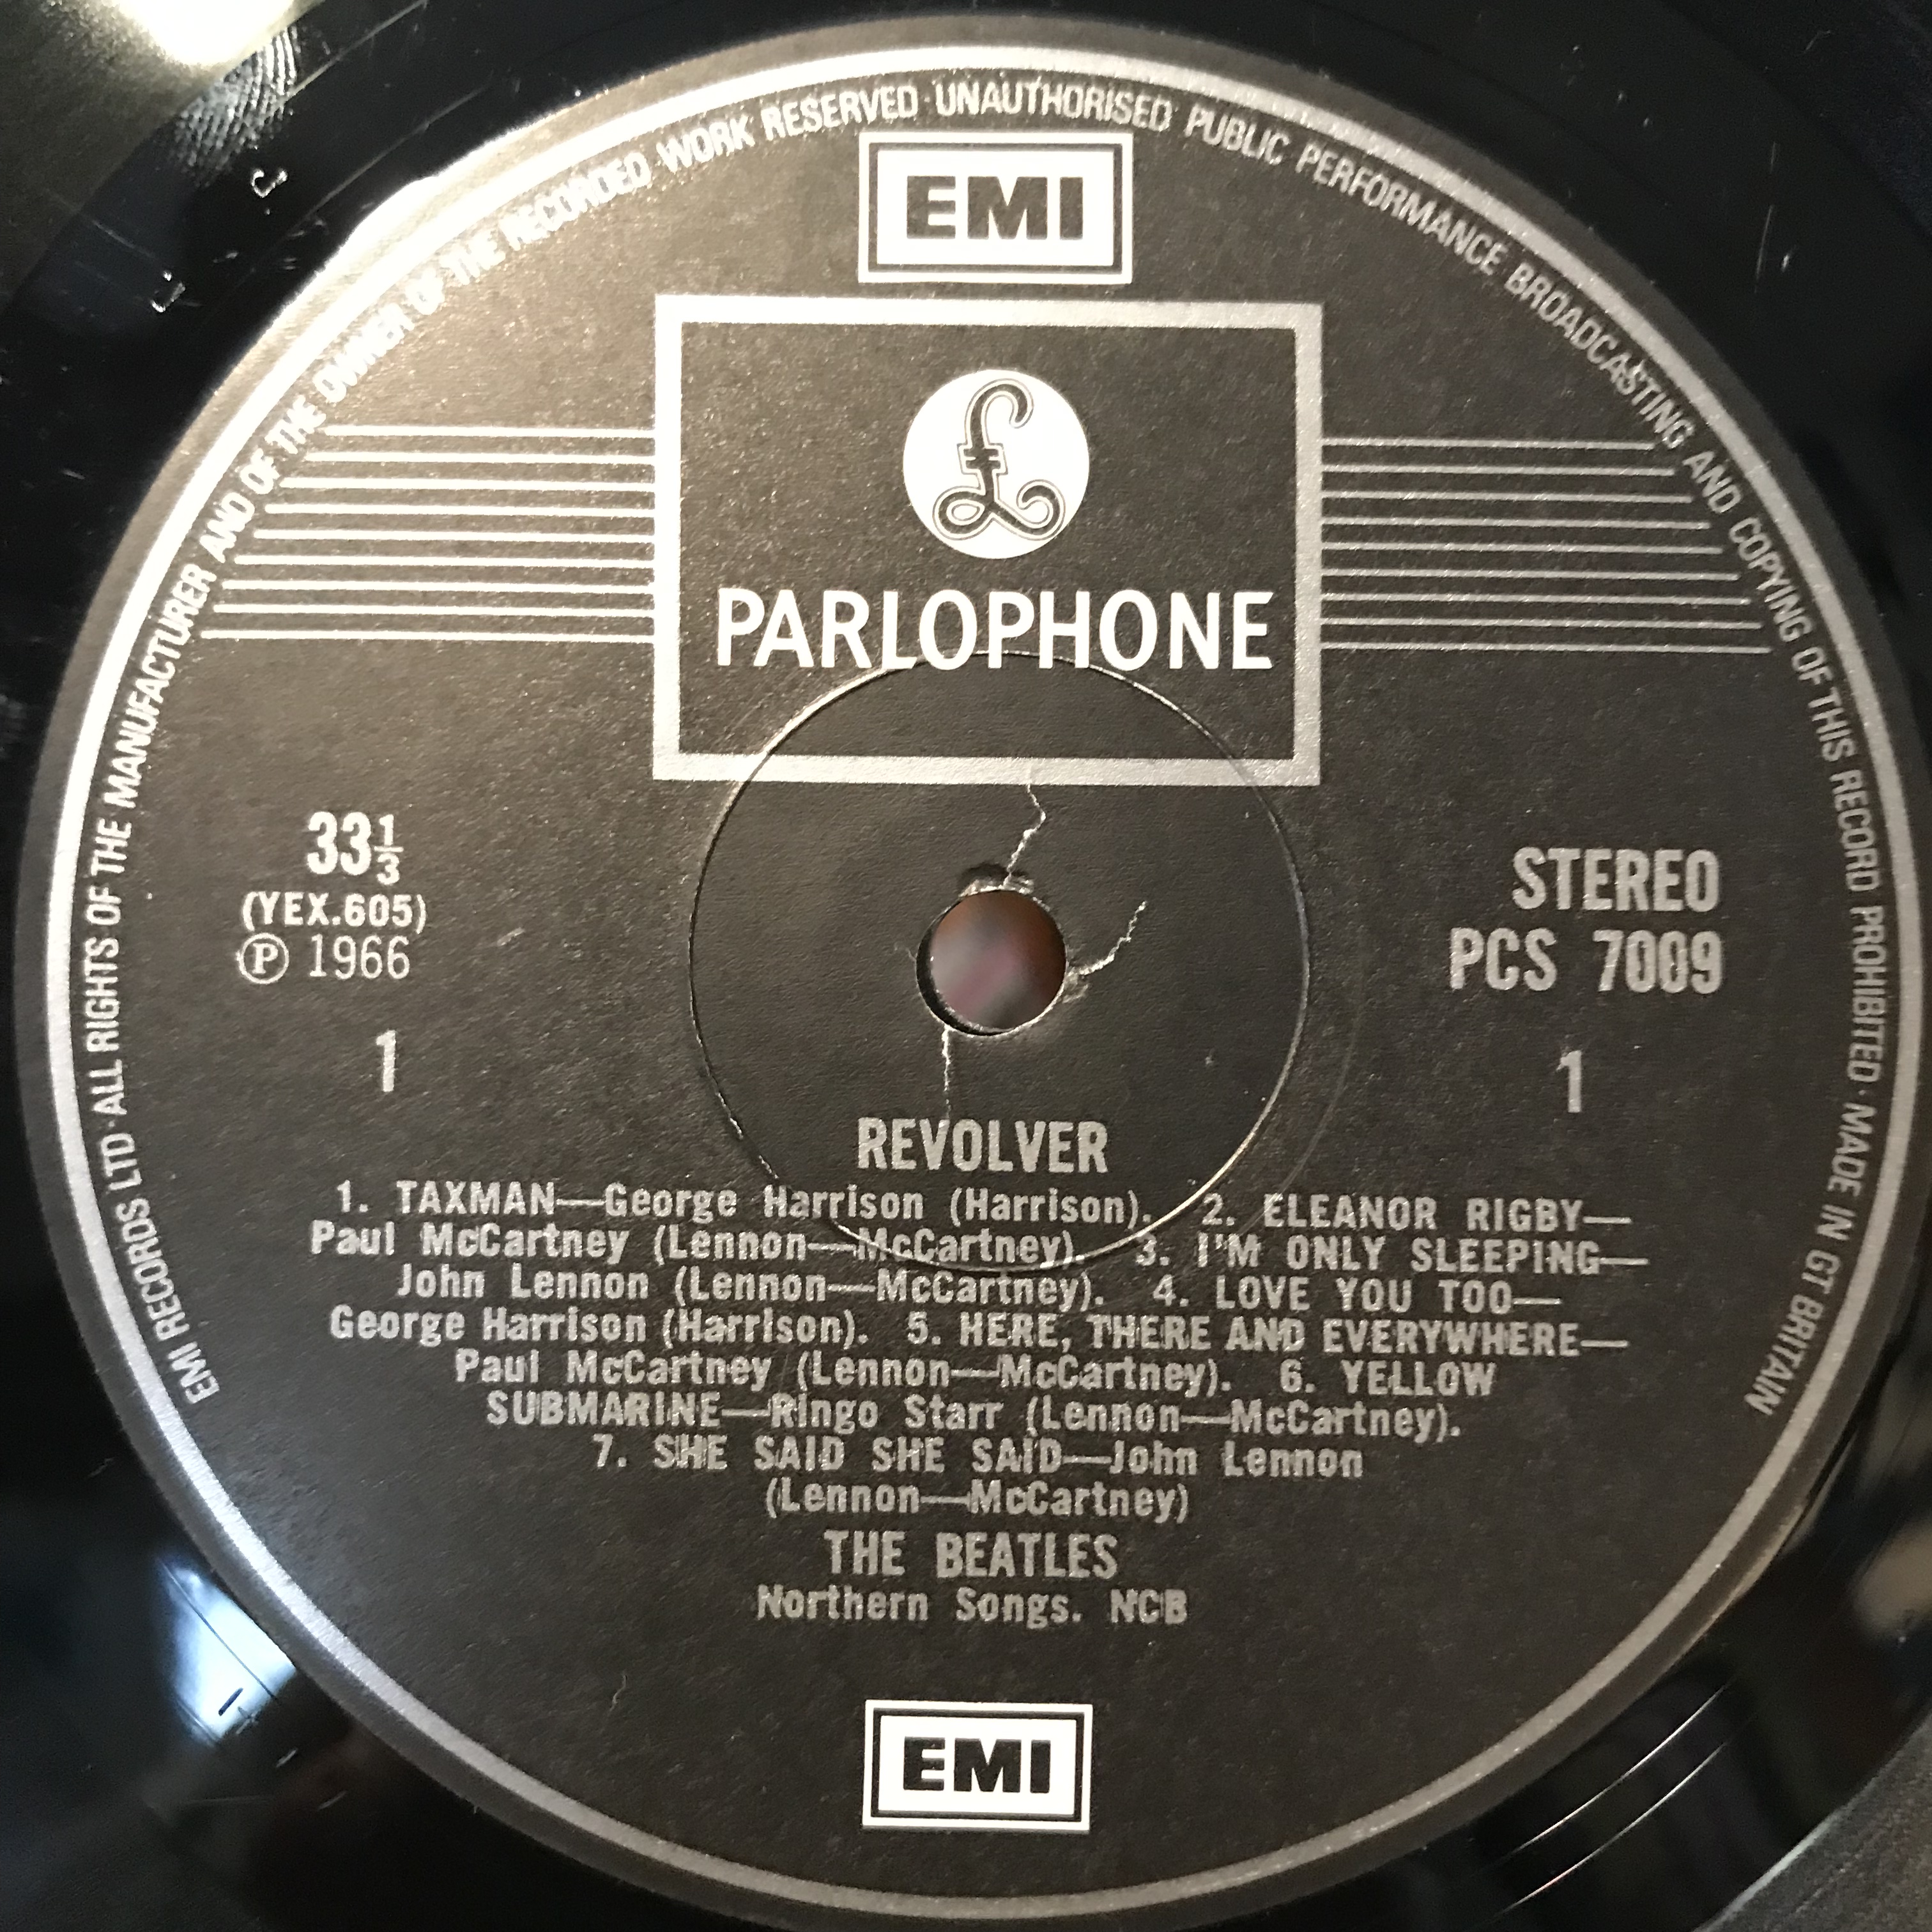 EMI RECORDS LTD · ALL RIGHTS OF THE MANUFACTURER AND OF THE OWNER OF THE RECORDED WORK RESERVED · UNAUTHORISED PUBLIC PERFORMANCE BROADCASTING AND COPYING OF THIS RECORD PROHIBITED · MADE IN GT BRITAIN
EMI
£
PARLOPHONE
33⅓
(YEX.605)
Ⓟ 1966
1
STEREO
PCS 7009
1
REVOLVER
1. TAXMAN—George Harrison (Harrison). 2. ELEANOR RIGBY—
Paul McCartney (Lennon—McCartney). 3. I'M ONLY SLEEPING—
John Lennon (Lennon—McCartney). 4. LOVE YOU TOO—
George Harrison (Harrison). 5. HERE, THERE AND EVERYWHERE—
Paul McCartney (Lennon—McCartney). 6. YELLOW
SUBMARINE—Ringo Starr (Lennon—McCartney).
7. SHE SAID SHE SAID—John Lennon
(Lennon—McCartney)
THE BEATLES
Northern Songs. NCB
EMI